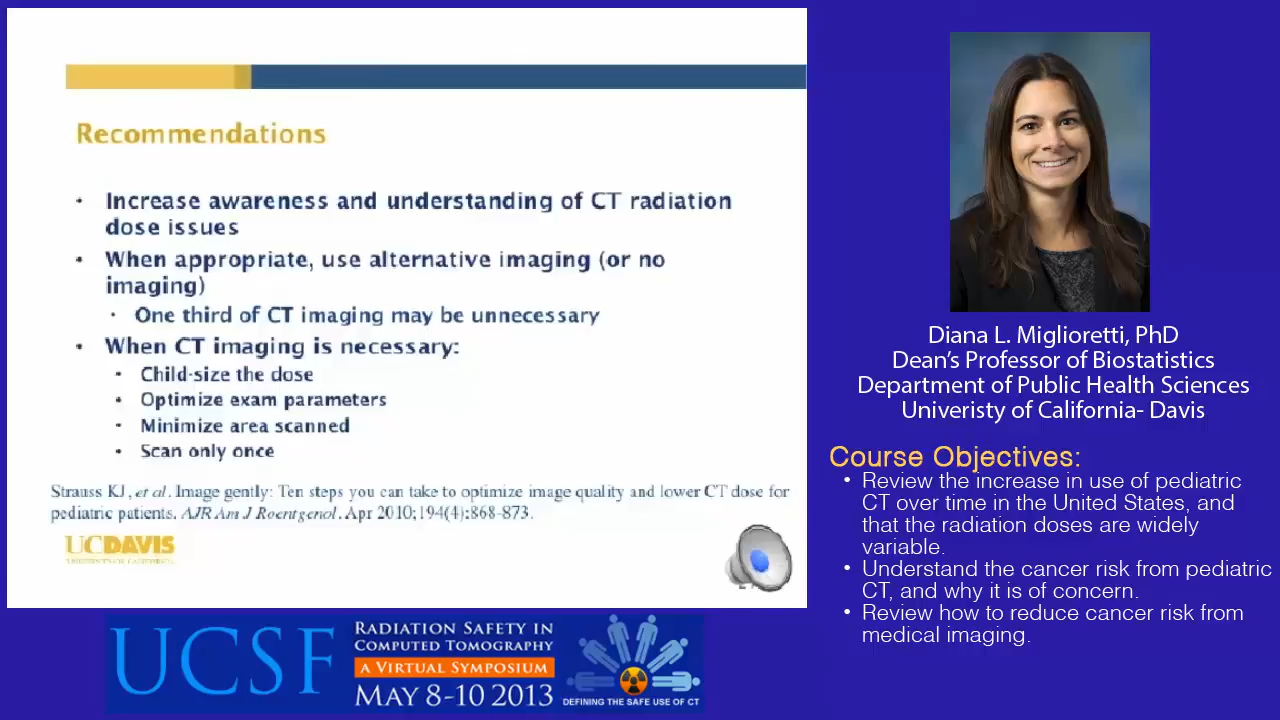 Recommendations
• Increase awareness and understanding of CT radiation
dose issues
• When appropriate, use alternative imaging (or no
imaging)
• One third of CT imaging may be unnecessary
• When CT imaging is necessary:
• Child-size the dose
• Optimize exam parameters
• Minimize area scanned
• Scan only once
Strauss KJ, et al. Image gently: Ten steps you can take to optimize image quality and lower CT dose for
pediatric patients. AJR Am J Roentgenol. Apr 2010;194(4):868-873.
UCDAVIS
Diana L. Miglioretti, PhD
Dean’s Professor of Biostatistics
Department of Public Health Sciences
Univeristy of California- Davis
Course Objectives:
• Review the increase in use of pediatric
CT over time in the United States, and
that the radiation doses are widely
variable.
• Understand the cancer risk from pediatric
CT, and why it is of concern.
• Review how to reduce cancer risk from
medical imaging.
UCSF
RADIATION SAFETY IN
COMPUTED TOMOGRAPHY
A VIRTUAL SYMPOSIUM
MAY 8-10 2013
DEFINING THE SAFE USE OF CT